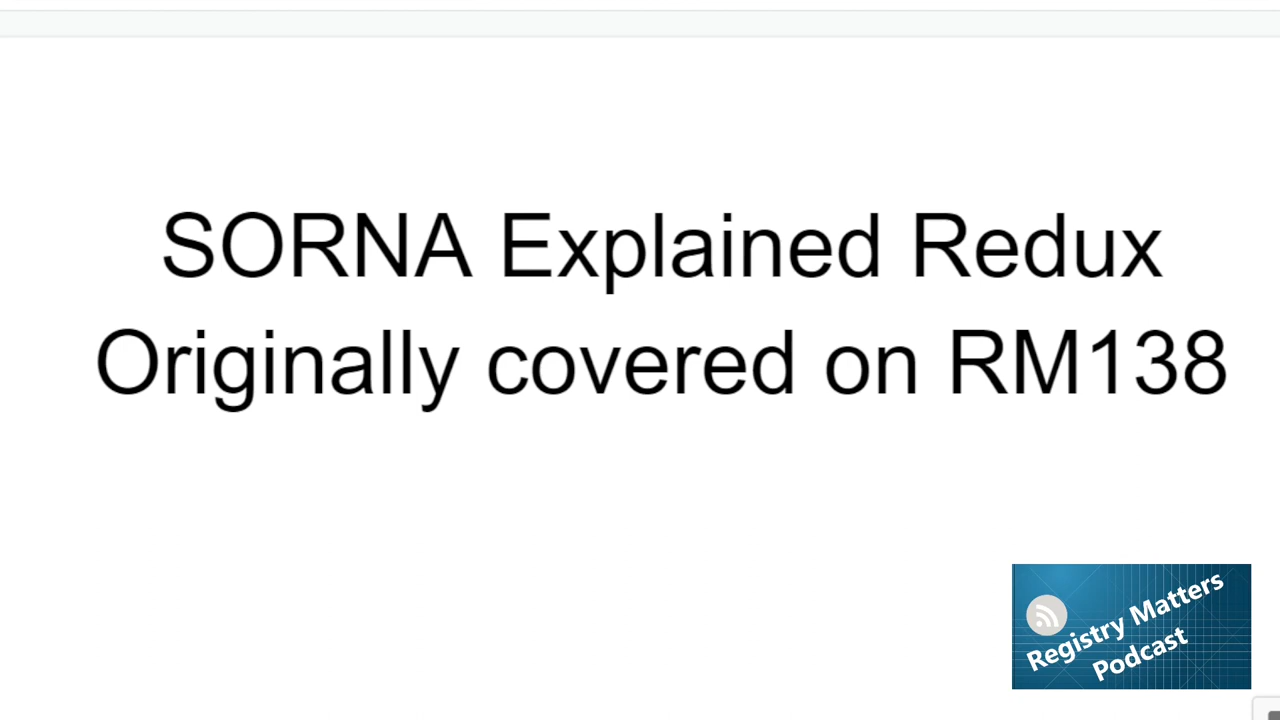 SORNA Explained Redux
Originally covered on RM138
Registry Matters
Podcast